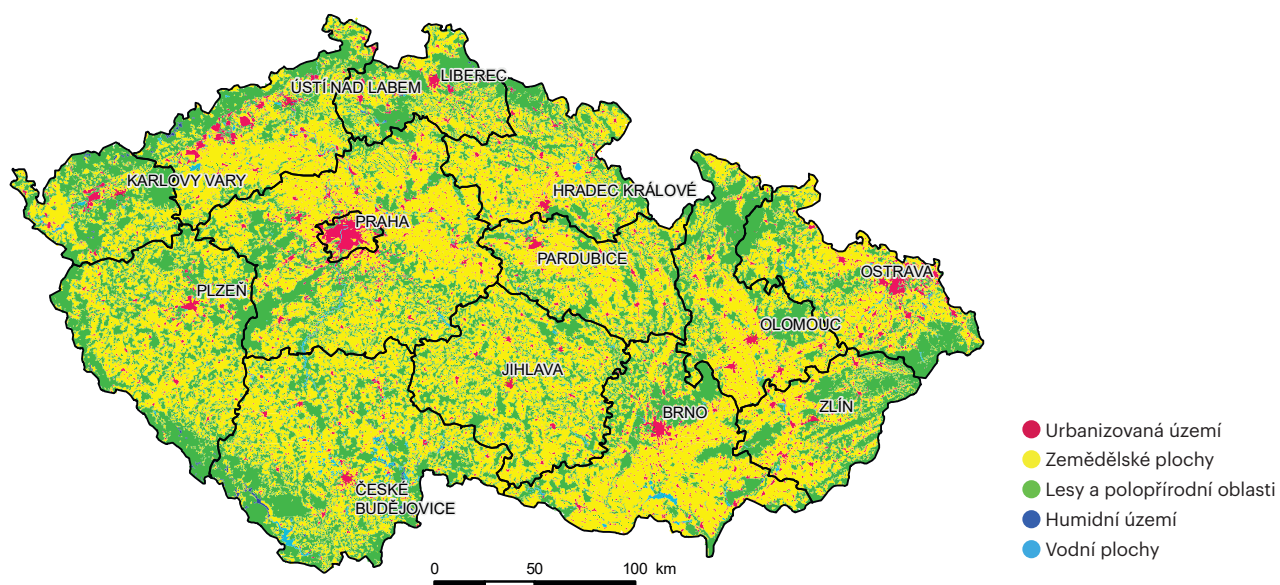 LIBEREC
ÚSTÍ NAD LABEM
KARLOVY VARY
HRADEC KRÁLOVÉ
PRAHA
PARDUBICE
OSTRAVA
PLZEŇ
OLOMOUC
JIHLAVA
BRNO
ZLÍN
ČESKÉ
BUDĚJOVICE
Urbanizovaná území
Zemědělské plochy
Lesy a polopřírodní oblasti
Humidní území
Vodní plochy
0 50 100 km